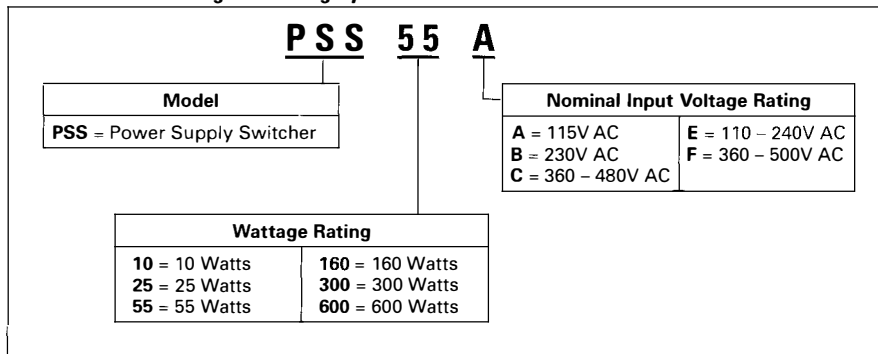 PSS 55 A
Model
PSS = Power Supply Switcher
Nominal Input Voltage Rating
A = 115V AC
B = 230V AC
C = 360 – 480V AC
E = 110 – 240V AC
F = 360 – 500V AC
Wattage Rating
10 = 10 Watts
25 = 25 Watts
55 = 55 Watts
160 = 160 Watts
300 = 300 Watts
600 = 600 Watts